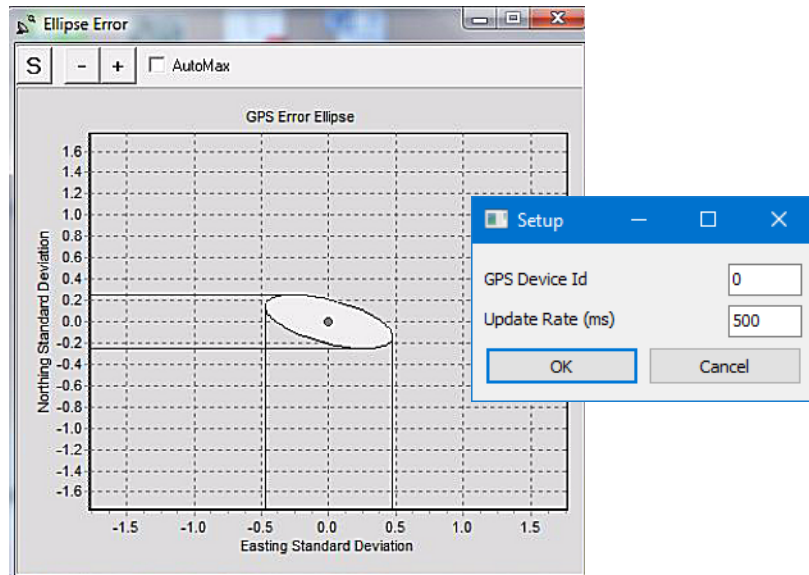 Ellipse Error
S - + AutoMax
GPS Error Ellipse
1.6
1.4
1.2
1.0
0.8
0.6
0.4
0.2
0.0
-0.2
-0.4
-0.6
-0.8
-1.0
-1.2
-1.4
-1.6
Northing Standard Deviation
-1.5 -1.0 -0.5 0.0 0.5 1.0 1.5
Easting Standard Deviation
Setup
GPS Device Id 0
Update Rate (ms) 500
OK Cancel